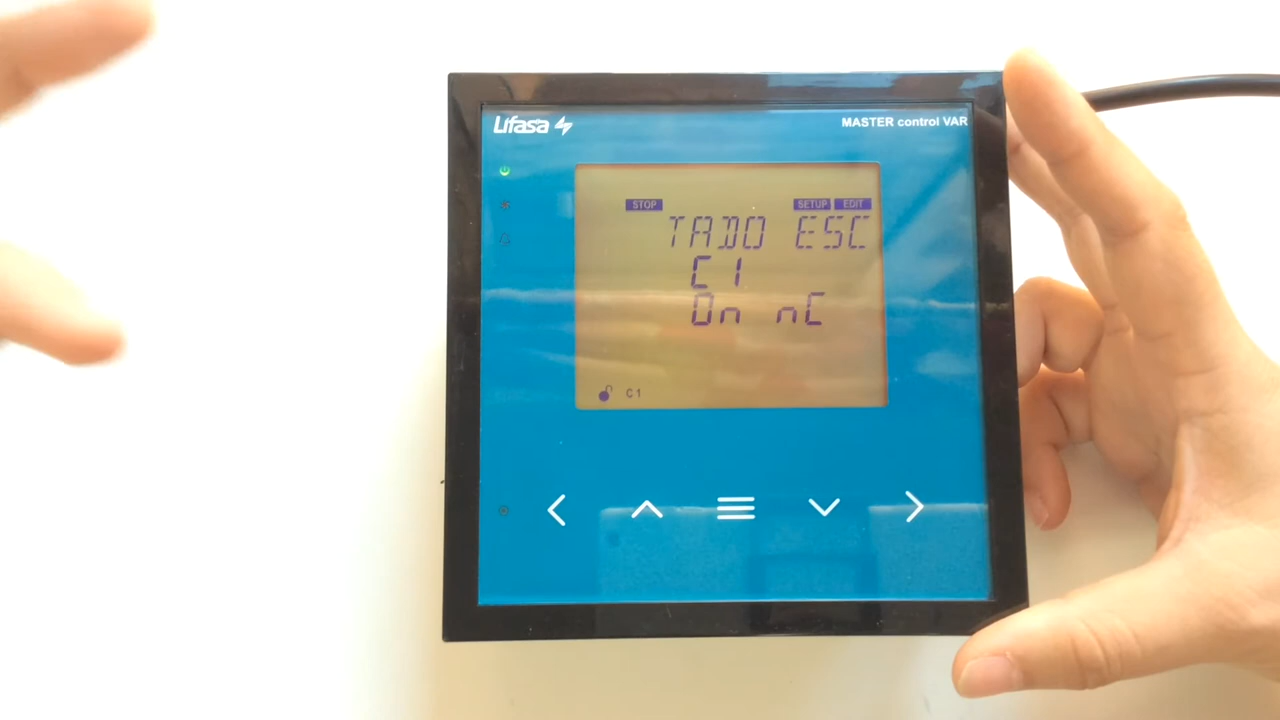 Lifasa
MASTER control VAR
STOP SETUP EDIT
TADO ESC
C1
On nC
C1